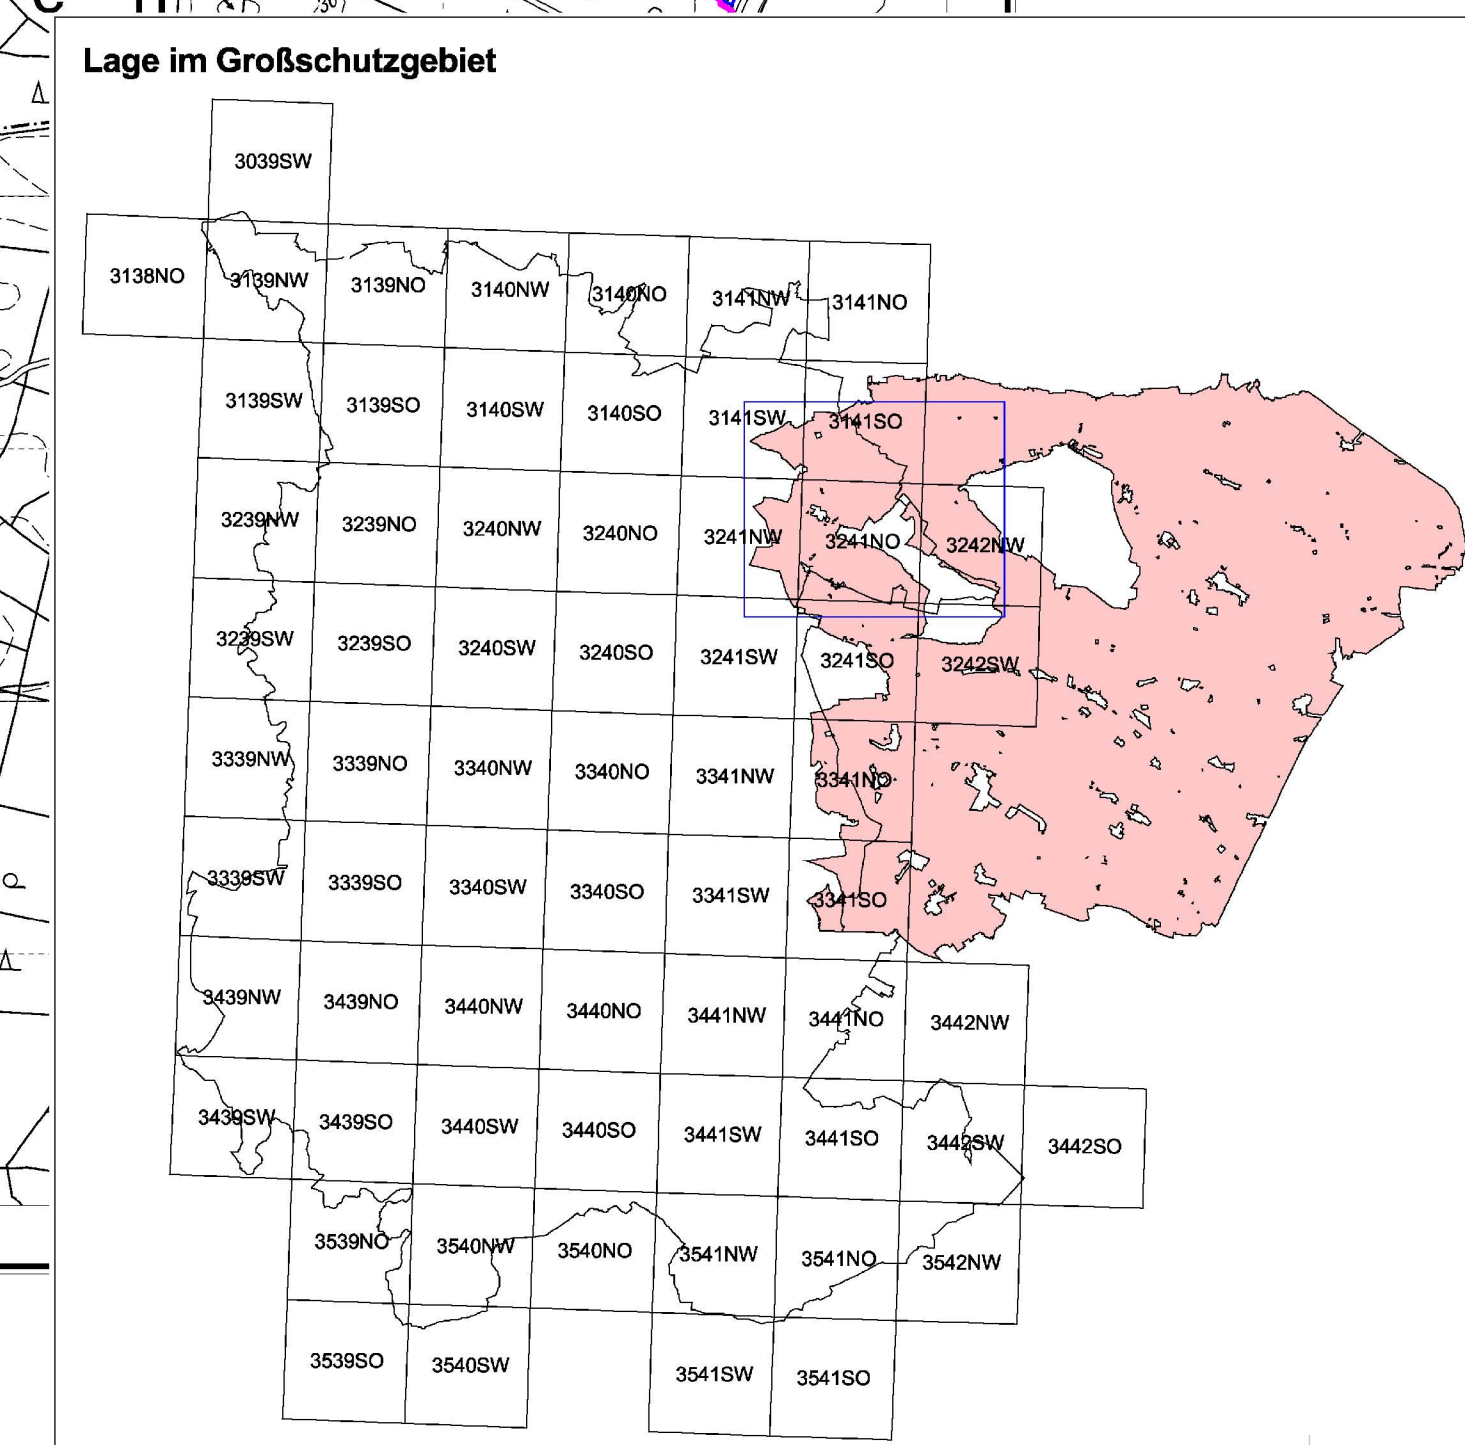 Lage im Großschutzgebiet
3039SW
3138NO 3139NW 3139NO 3140NW 3140NO 3141NW 3141NO
3139SW 3139SO 3140SW 3140SO 3141SW 3141SO
3239NW 3239NO 3240NW 3240NO 3241NW 3241NO 3242NW
3239SW 3239SO 3240SW 3240SO 3241SW 3241SO 3242SW
3339NW 3339NO 3340NW 3340NO 3341NW 3341NO
3339SW 3339SO 3340SW 3340SO 3341SW 3341SO
3439NW 3439NO 3440NW 3440NO 3441NW 3441NO 3442NW
3439SW 3439SO 3440SW 3440SO 3441SW 3441SO 3442SW 3442SO
3539NO 3540NW 3540NO 3541NW 3541NO 3542NW
3539SO 3540SW 3541SW 3541SO